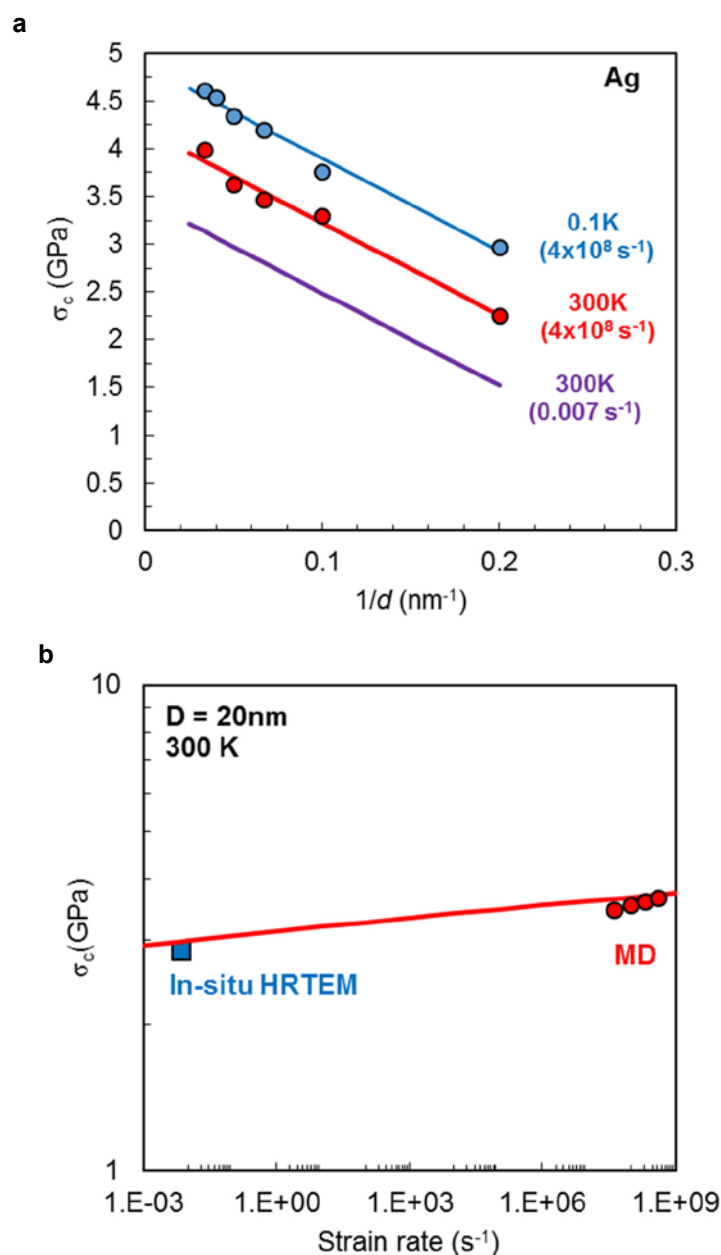 a
5
4.5
4
3.5
3
2.5
2
1.5
1
0.5
0
σc (GPa)
Ag
0.1K
(4x10⁸ s⁻¹)
300K
(4x10⁸ s⁻¹)
300K
(0.007 s⁻¹)
0
0.1
0.2
0.3
1/d (nm⁻¹)
b
10
1
σc(GPa)
D = 20nm
300 K
In-situ HRTEM
MD
1.E-03
1.E+00
1.E+03
1.E+06
1.E+09
Strain rate (s⁻¹)